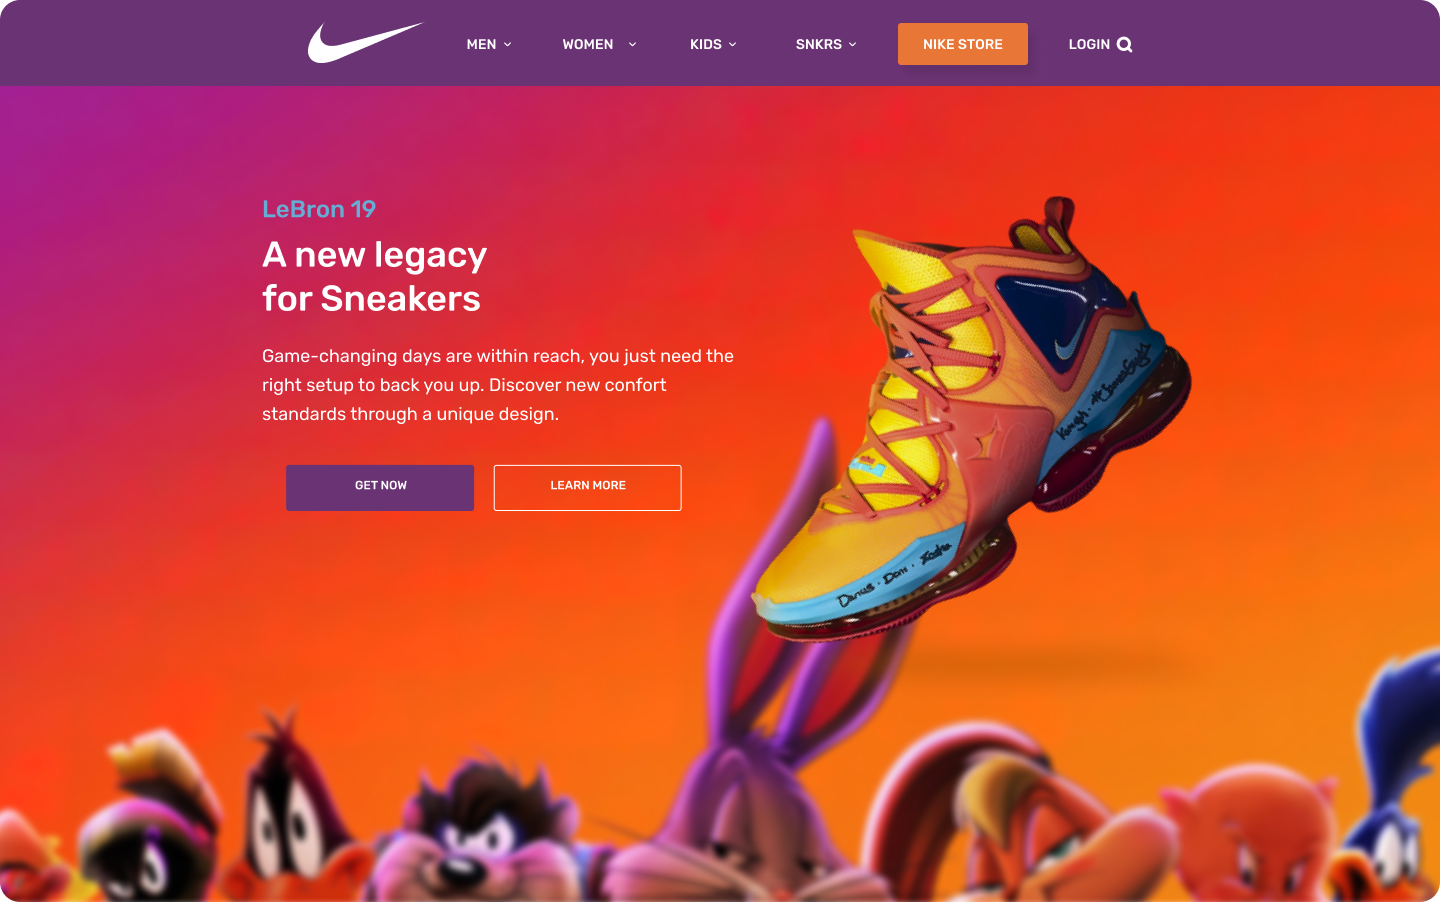 MEN WOMEN KIDS SNKRS NIKE STORE LOGIN
LeBron 19
A new legacy
for Sneakers
Game-changing days are within reach, you just need the
right setup to back you up. Discover new confort
standards through a unique design.
GET NOW LEARN MORE